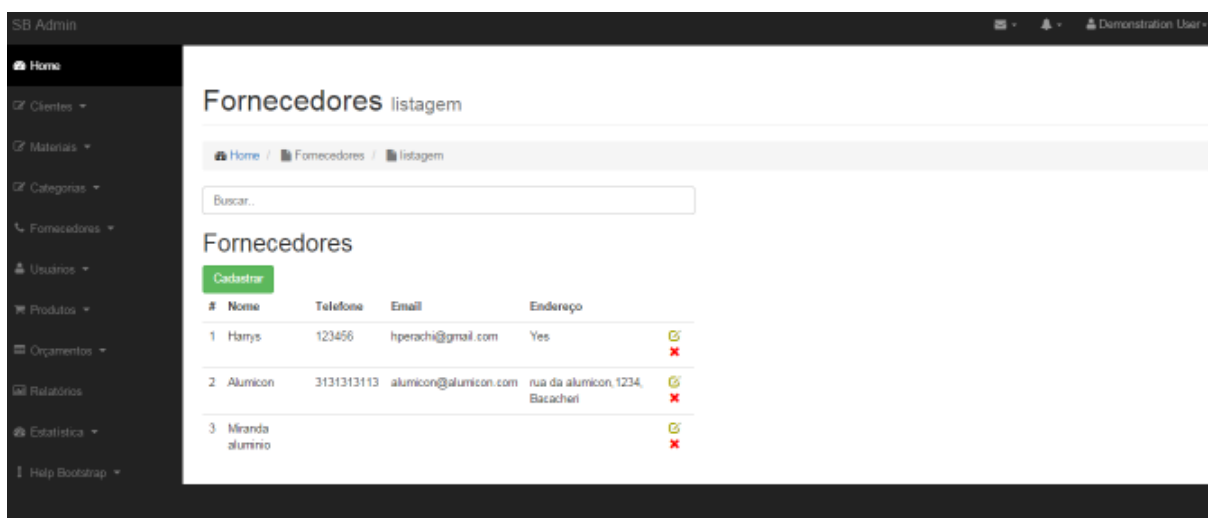 SB Admin
Demonstration User
Home
Clientes
Materiais
Categorias
Fornecedores
Usuários
Produtos
Orçamentos
Relatórios
Estatística
Help Bootstrap
Fornecedores listagem
Home / Fornecedores / listagem
Buscar..
Fornecedores
Cadastrar
# Nome Telefone Email Endereço
1 Harrys 123456 hperachi@gmail.com Yes
2 Alumicon 3131313113 alumicon@alumicon.com rua da alumicon,1234,
Bacacheri
3 Miranda
aluminio